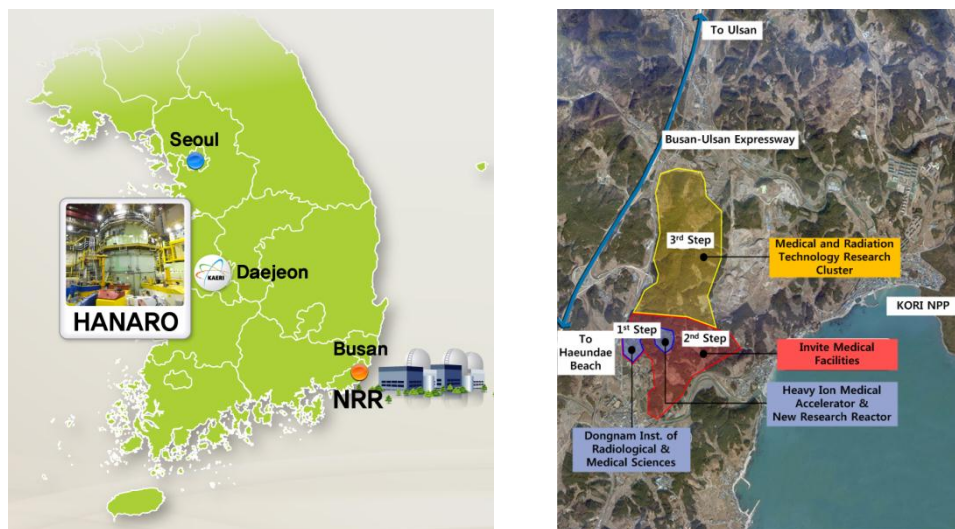 Seoul
KAERI
Daejeon
HANARO
Busan
NRR
To Ulsan
Busan-Ulsan Expressway
3rd Step
Medical and Radiation
Technology Research
Cluster
KORI NPP
1st Step
2nd Step
To
Haeundae
Beach
Invite Medical
Facilities
Heavy Ion Medical
Accelerator &
New Research Reactor
Dongnam Inst. of
Radiological &
Medical Sciences